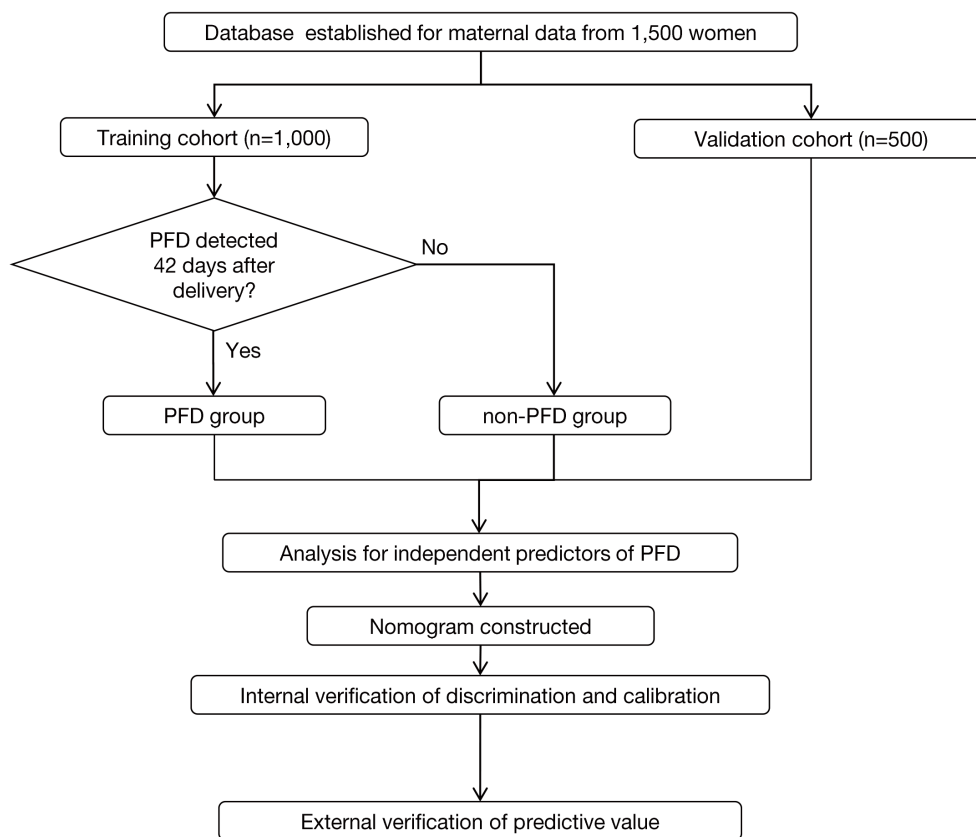 Database established for maternal data from 1,500 women
Training cohort (n=1,000)
Validation cohort (n=500)
PFD detected
42 days after
delivery?
No
Yes
PFD group
non-PFD group
Analysis for independent predictors of PFD
Nomogram constructed
Internal verification of discrimination and calibration
External verification of predictive value